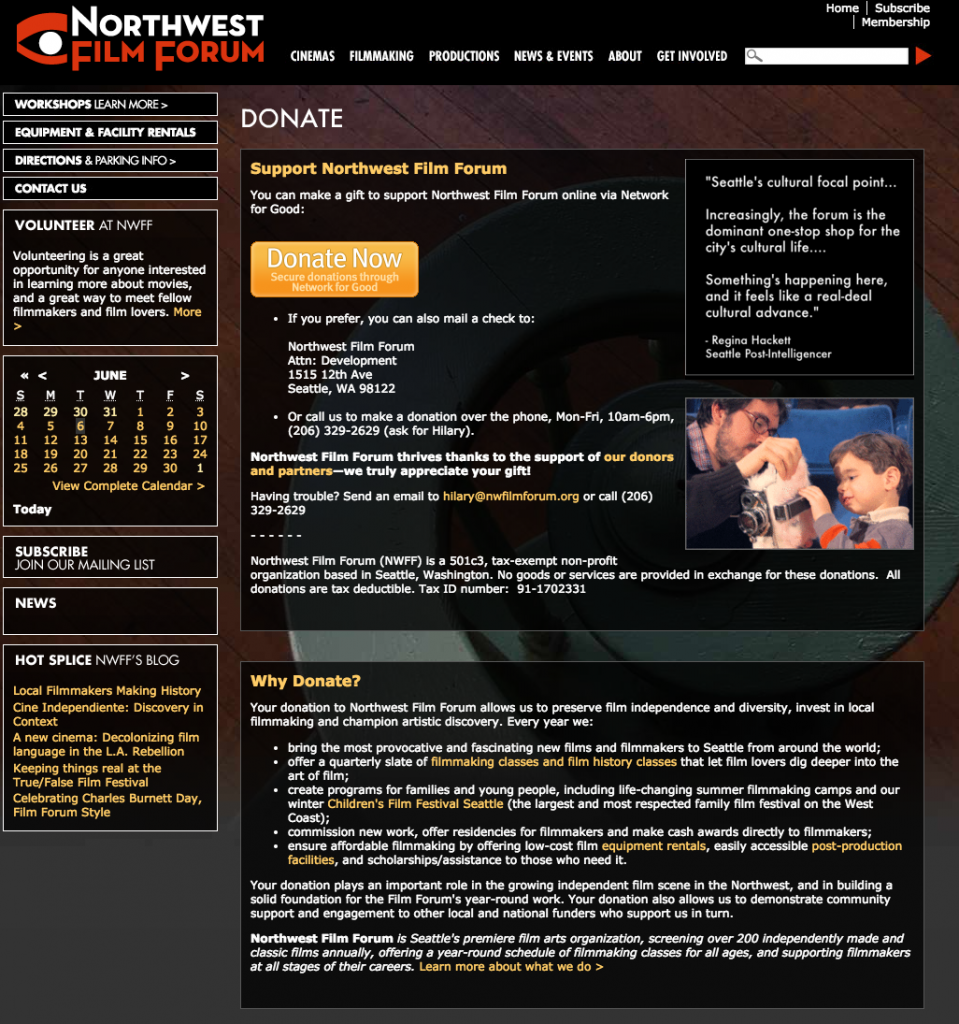 NORTHWEST
FILM FORUM
Home | Subscribe
| Membership
CINEMAS FILMMAKING PRODUCTIONS NEWS & EVENTS ABOUT GET INVOLVED
WORKSHOPS LEARN MORE >
EQUIPMENT & FACILITY RENTALS
DIRECTIONS & PARKING INFO >
CONTACT US
VOLUNTEER AT NWFF
Volunteering is a great
opportunity for anyone interested
in learning more about movies,
and a great way to meet fellow
filmmakers and film lovers. More
>
« < JUNE >
S M T W T F S
28 29 30 31 1 2 3
4 5 6 7 8 9 10
11 12 13 14 15 16 17
18 19 20 21 22 23 24
25 26 27 28 29 30 1
View Complete Calendar >
Today
SUBSCRIBE
JOIN OUR MAILING LIST
NEWS
HOT SPLICE NWFF'S BLOG
Local Filmmakers Making History
Cine Independiente: Discovery in
Context
A new cinema: Decolonizing film
language in the L.A. Rebellion
Keeping things real at the
True/False Film Festival
Celebrating Charles Burnett Day,
Film Forum Style
DONATE
Support Northwest Film Forum
You can make a gift to support Northwest Film Forum online via Network
for Good:
Donate Now
Secure donations through
Network for Good
• If you prefer, you can also mail a check to:
Northwest Film Forum
Attn: Development
1515 12th Ave
Seattle, WA 98122
• Or call us to make a donation over the phone, Mon-Fri, 10am-6pm,
(206) 329-2629 (ask for Hilary).
Northwest Film Forum thrives thanks to the support of our donors
and partners—we truly appreciate your gift!
Having trouble? Send an email to hilary@nwfilmforum.org or call (206)
329-2629
- - - - - -
Northwest Film Forum (NWFF) is a 501c3, tax-exempt non-profit
organization based in Seattle, Washington. No goods or services are provided in exchange for these donations.  All
donations are tax deductible. Tax ID number:  91-1702331
"Seattle's cultural focal point...
Increasingly, the forum is the
dominant one-stop shop for the
city's cultural life....
Something's happening here,
and it feels like a real-deal
cultural advance."
- Regina Hackett
Seattle Post-Intelligencer
Why Donate?
Your donation to Northwest Film Forum allows us to preserve film independence and diversity, invest in local
filmmaking and champion artistic discovery. Every year we:
• bring the most provocative and fascinating new films and filmmakers to Seattle from around the world;
• offer a quarterly slate of filmmaking classes and film history classes that let film lovers dig deeper into the
art of film;
• create programs for families and young people, including life-changing summer filmmaking camps and our
winter Children's Film Festival Seattle (the largest and most respected family film festival on the West
Coast);
• commission new work, offer residencies for filmmakers and make cash awards directly to filmmakers;
• ensure affordable filmmaking by offering low-cost film equipment rentals, easily accessible post-production
facilities, and scholarships/assistance to those who need it.
Your donation plays an important role in the growing independent film scene in the Northwest, and in building a
solid foundation for the Film Forum's year-round work. Your donation also allows us to demonstrate community
support and engagement to other local and national funders who support us in turn.
Northwest Film Forum is Seattle's premiere film arts organization, screening over 200 independently made and
classic films annually, offering a year-round schedule of filmmaking classes for all ages, and supporting filmmakers
at all stages of their careers. Learn more about what we do >